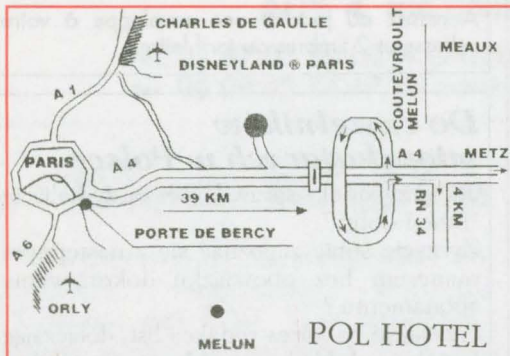 CHARLES DE GAULLE
DISNEYLAND ® PARIS
COUTEVROULT
MELUN
MEAUX
A 1
PARIS
A 4
A 4
METZ
39 KM
RN 34
4 KM
PORTE DE BERCY
A 6
ORLY
MELUN
POL HOTEL